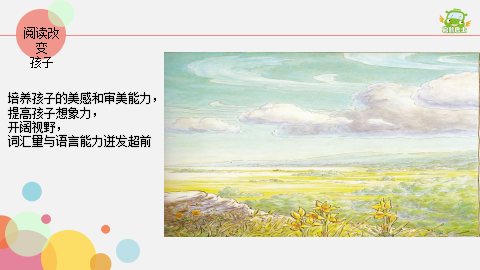 阅读改
变
孩子
培养孩子的美感和审美能力，
提高孩子想象力，
开阔视野，
词汇量与语言能力迸发超前